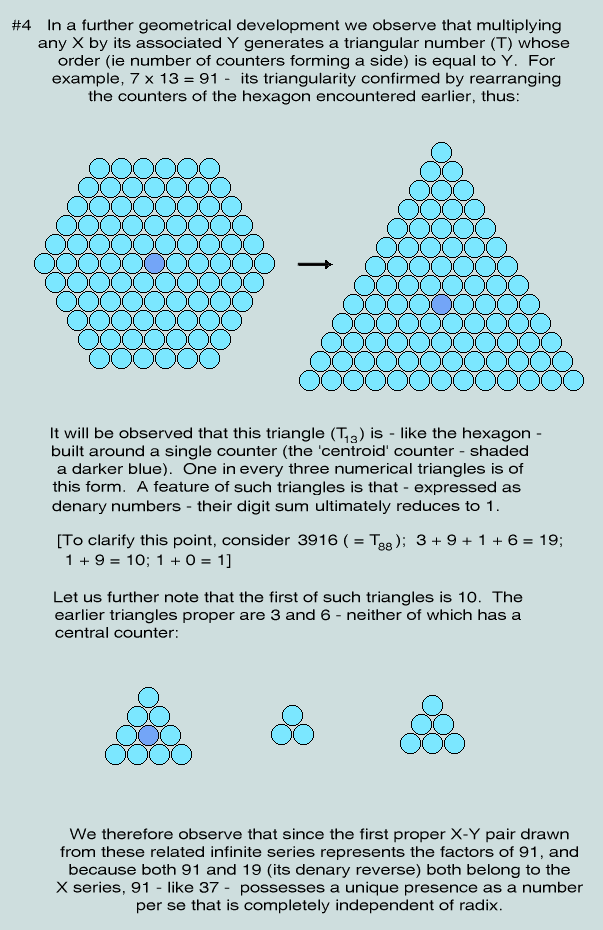 #4 In a further geometrical development we observe that multiplying
any X by its associated Y generates a triangular number (T) whose
order (ie number of counters forming a side) is equal to Y. For
example, 7 x 13 = 91 - its triangularity confirmed by rearranging
the counters of the hexagon encountered earlier, thus:
It will be observed that this triangle (T13) is - like the hexagon -
built around a single counter (the 'centroid' counter - shaded
a darker blue). One in every three numerical triangles is of
this form. A feature of such triangles is that - expressed as
denary numbers - their digit sum ultimately reduces to 1.
[To clarify this point, consider 3916 ( = T88); 3 + 9 + 1 + 6 = 19;
1 + 9 = 10; 1 + 0 = 1]
Let us further note that the first of such triangles is 10. The
earlier triangles proper are 3 and 6 - neither of which has a
central counter:
We therefore observe that since the first proper X-Y pair drawn
from these related infinite series represents the factors of 91, and
because both 91 and 19 (its denary reverse) both belong to the
X series, 91 - like 37 - possesses a unique presence as a number
per se that is completely independent of radix.